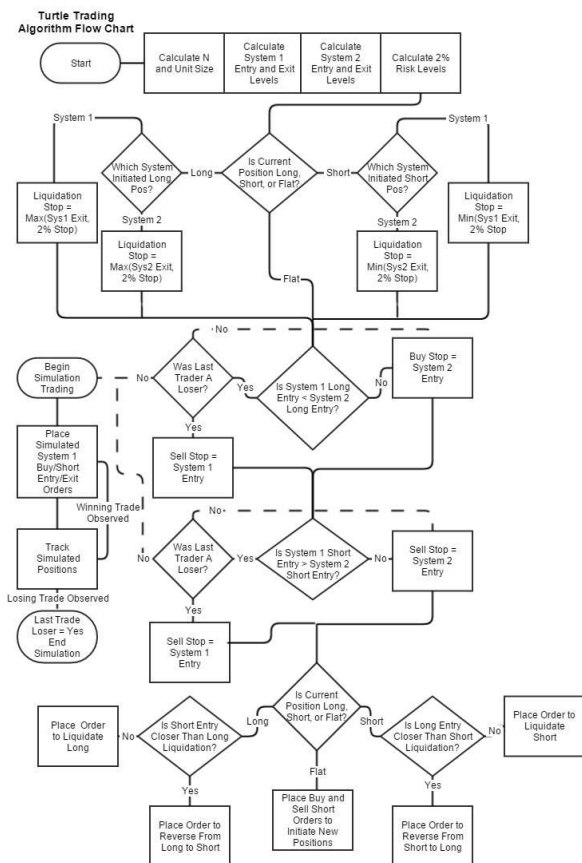 Turtle Trading
Algorithm Flow Chart
Start
Calculate N
and Unit Size
Calculate
System 1
Entry and Exit
Levels
Calculate
System 2
Entry and Exit
Levels
Calculate 2%
Risk Levels
System 1
Which System
Initiated Long
Pos?
Long
Is Current
Position Long,
Short, or Flat?
Short
Which System
Initiated Short
Pos?
System 1
Liquidation
Stop =
Max(Sys1 Exit,
2% Stop)
System 2
Liquidation
Stop =
Max(Sys2 Exit,
2% Stop)
Flat
System 2
Liquidation
Stop =
Min(Sys2 Exit,
2% Stop)
Liquidation
Stop =
Min(Sys1 Exit,
2% Stop
No
Begin
Simulation
Trading
No
Was Last
Trader A
Loser?
Yes
Is System 1 Long
Entry < System 2
Long Entry?
No
Buy Stop =
System 2
Entry
Yes
Sell Stop =
System 1
Entry
Place
Simulated
System 1
Buy/Short
Entry/Exit
Orders
Winning Trade
Observed
Track
Simulated
Positions
Losing Trade Observed
Last Trade
Loser = Yes
End
Simulation
No
No
Was Last
Trader A
Loser?
Yes
Is System 1 Short
Entry > System 2
Short Entry?
No
Sell Stop =
System 2
Entry
Yes
Sell Stop =
System 1
Entry
Is Current
Position Long,
Short, or Flat?
Long
Short
Flat
Place Order
to Liquidate
Long
No
Is Short Entry
Closer Than Long
Liquidation?
Yes
Place Order to
Reverse From
Long to Short
Place Buy and
Sell Short
Orders to
Initiate New
Positions
Is Long Entry
Closer Than Short
Liquidation?
No
Place Order to
Liquidate
Short
Yes
Place Order to
Reverse From
Short to Long